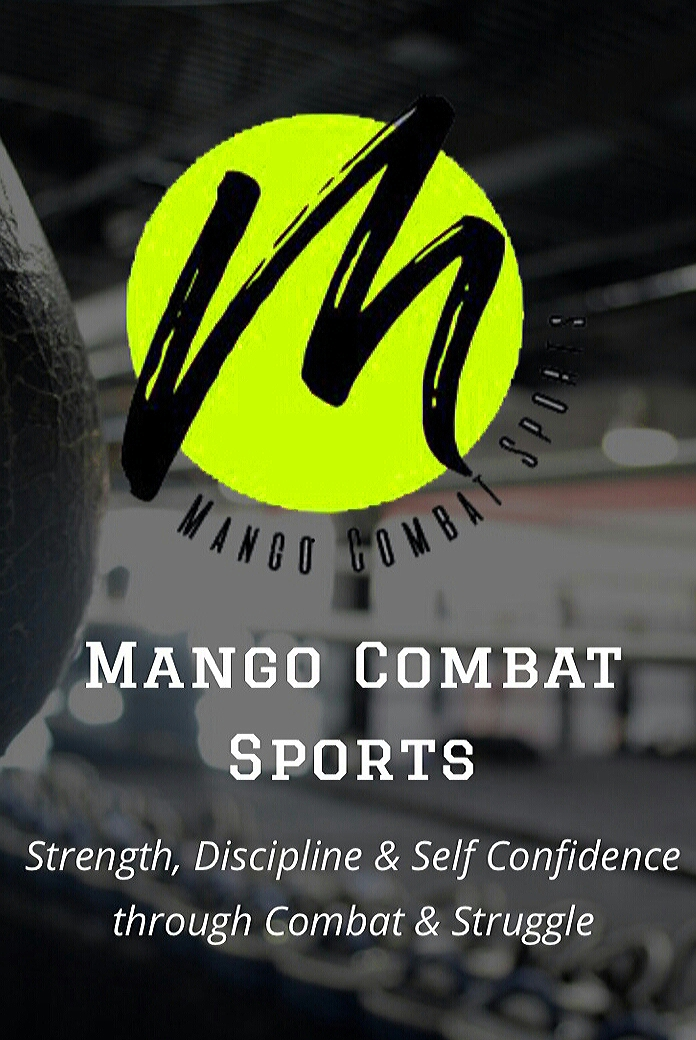 M
Mango Combat Sports
Mango Combat
Sports
Strength, Discipline & Self Confidence
through Combat & Struggle